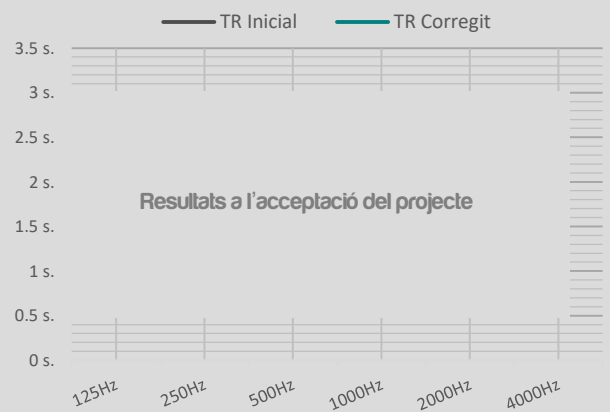 TR Inicial TR Corregit
3.5 s.
3 s.
2.5 s.
2 s.
Resultats a l'acceptació del projecte
1.5 s.
1 s.
0.5 s.
0 s.
125Hz 250Hz 500Hz 1000Hz 2000Hz 4000Hz